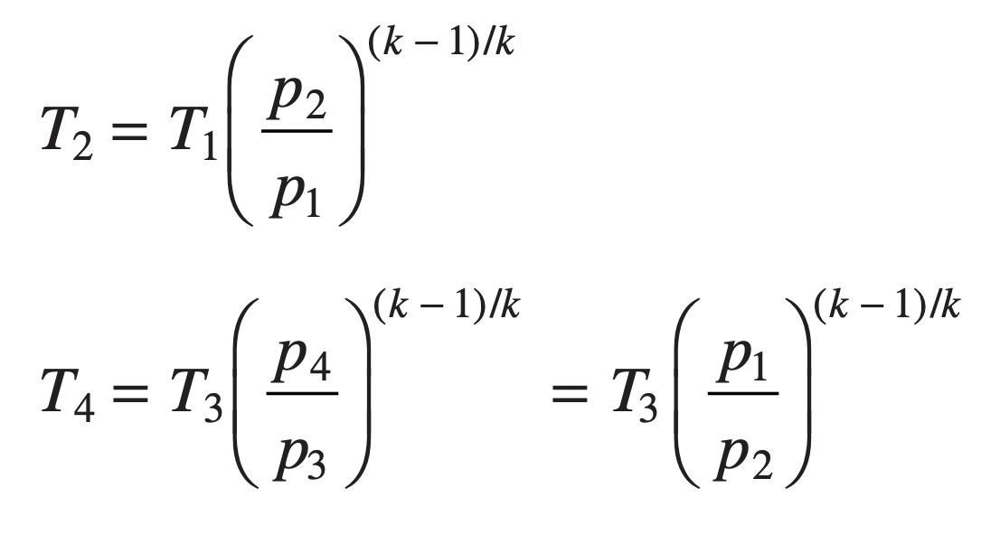 T₂ = T₁(p₂/p₁)^((k − 1)/k)
T₄ = T₃(p₄/p₃)^((k − 1)/k) = T₃(p₁/p₂)^((k − 1)/k)